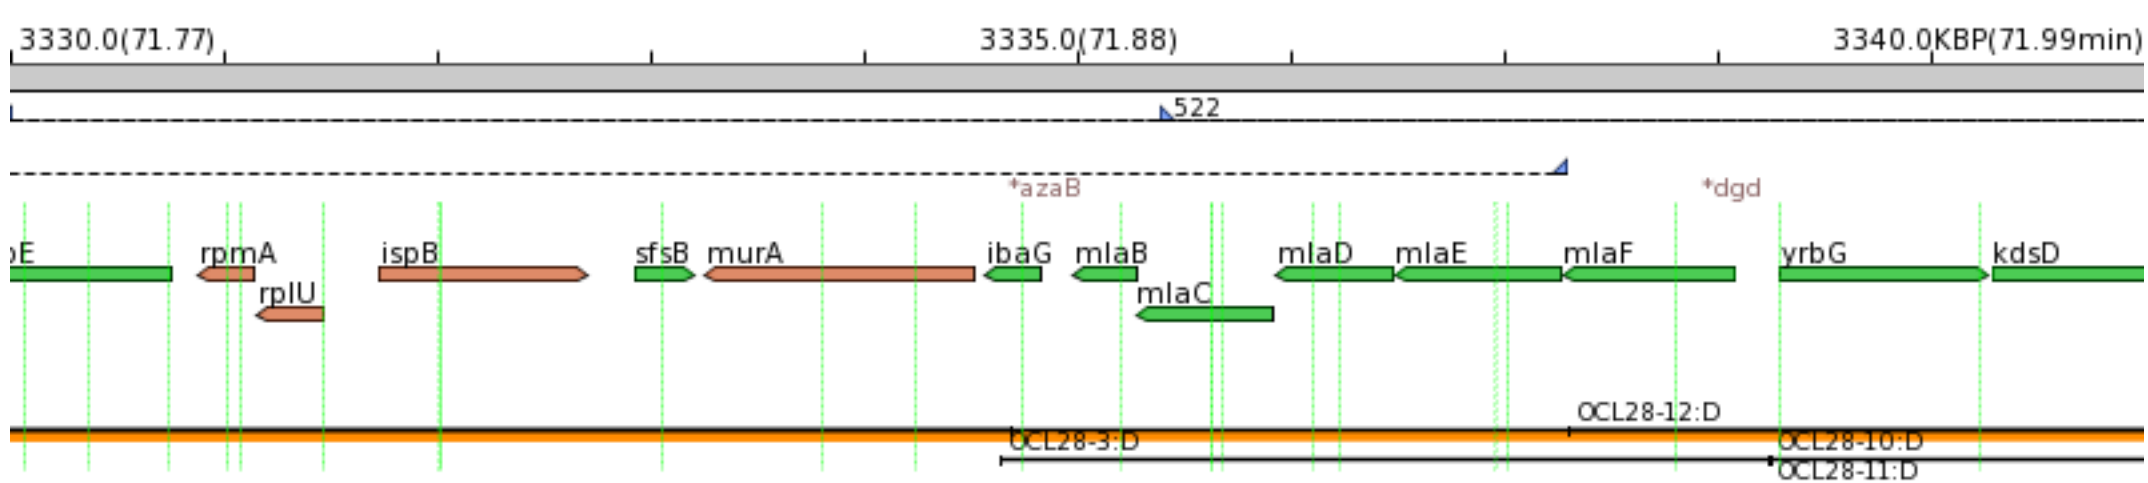 3330.0(71.77) 3335.0(71.88) 3340.0KBP(71.99min)
522
*azaB *dgd
bE rpmA ispB sfsB murA ibaG mlaB mlaD mlaE mlaF yrbG kdsD
rplU mlaC
OCL28-12:D
OCL28-3:D OCL28-10:D
OCL28-11:D